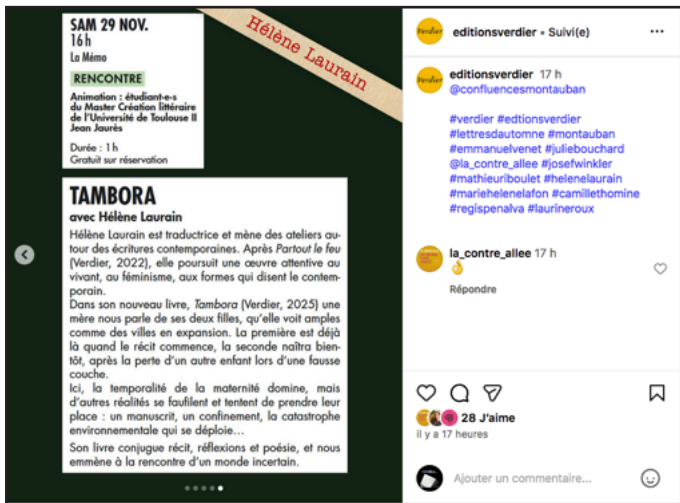 SAM 29 NOV.
16 h
La Mémo
RENCONTRE
Animation : étudiant-e-s
du Master Création littéraire
de l'Université de Toulouse II
Jean Jaurès
Durée : 1 h
Gratuit sur réservation
Hélène Laurain
TAMBORA
avec Hélène Laurain
Hélène Laurain est traductrice et mène des ateliers au-
tour des écritures contemporaines. Après Partout le feu
(Verdier, 2022), elle poursuit une œuvre attentive au
vivant, au féminisme, aux formes qui disent le contem-
porain.
Dans son nouveau livre, Tambora (Verdier, 2025) une
mère nous parle de ses deux filles, qu'elle voit amples
comme des villes en expansion. La première est déjà
là quand le récit commence, la seconde naîtra bien-
tôt, après la perte d'un autre enfant lors d'une fausse
couche.
Ici, la temporalité de la maternité domine, mais
d'autres réalités se faufilent et tentent de prendre leur
place : un manuscrit, un confinement, la catastrophe
environnementale qui se déploie…
Son livre conjugue récit, réflexions et poésie, et nous
emmène à la rencontre d'un monde incertain.
Verdier
editionsverdier • Suivi(e)
Verdier
editionsverdier 17 h
@confluencesmontauban
#verdier #edtionsverdier
#lettresdautomne #montauban
#emmanuelvenet #juliebouchard
@la_contre_allee #josefwinkler
#mathieuriboulet #helenelaurain
#mariehelenelafon #camillethomine
#regispenalva #laurineroux
la_contre_allee 17 h
👌
Répondre
28 J'aime
il y a 17 heures
Ajouter un commentaire...